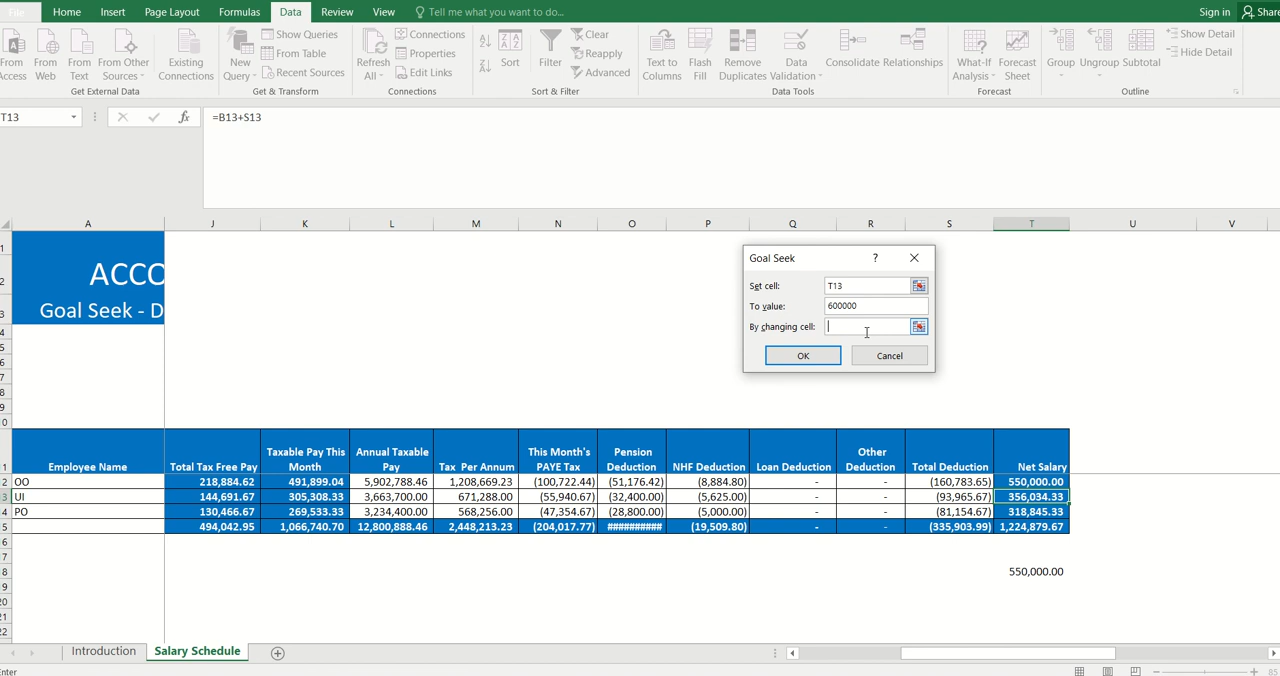 File Home Insert Page Layout Formulas Data Review View Tell me what you want to do... Sign in Share
From Access From Web From Text From Other Sources Existing Connections New Query Show Queries From Table Recent Sources Refresh All Connections Properties Edit Links Sort Filter Clear Reapply Advanced Text to Columns Flash Fill Remove Duplicates Data Validation Consolidate Relationships What-If Analysis Forecast Sheet Group Ungroup Subtotal Show Detail Hide Detail
Get External Data Get & Transform Connections Sort & Filter Data Tools Forecast Outline
T13 fx =B13+S13
A J K L M N O P Q R S T U V
ACCO
Goal Seek - D
Goal Seek ? 
Set cell: T13
To value: 600000
By changing cell:
OK Cancel
Employee Name Total Tax Free Pay Taxable Pay This Month Annual Taxable Pay Tax Per Annum This Month's PAYE Tax Pension Deduction NHF Deduction Loan Deduction Other Deduction Total Deduction Net Salary
OO 218,884.62 491,899.04 5,902,788.46 1,208,669.23 (100,722.44) (51,176.42) (8,884.80) - - (160,783.65) 550,000.00
UI 144,691.67 305,308.33 3,663,700.00 671,288.00 (55,940.67) (32,400.00) (5,625.00) - - (93,965.67) 356,034.33
PO 130,466.67 269,533.33 3,234,400.00 568,256.00 (47,354.67) (28,800.00) (5,000.00) - - (81,154.67) 318,845.33
494,042.95 1,066,740.70 12,800,888.46 2,448,213.23 (204,017.77) ########## (19,509.80) - - (335,903.99) 1,224,879.67
550,000.00
Introduction Salary Schedule